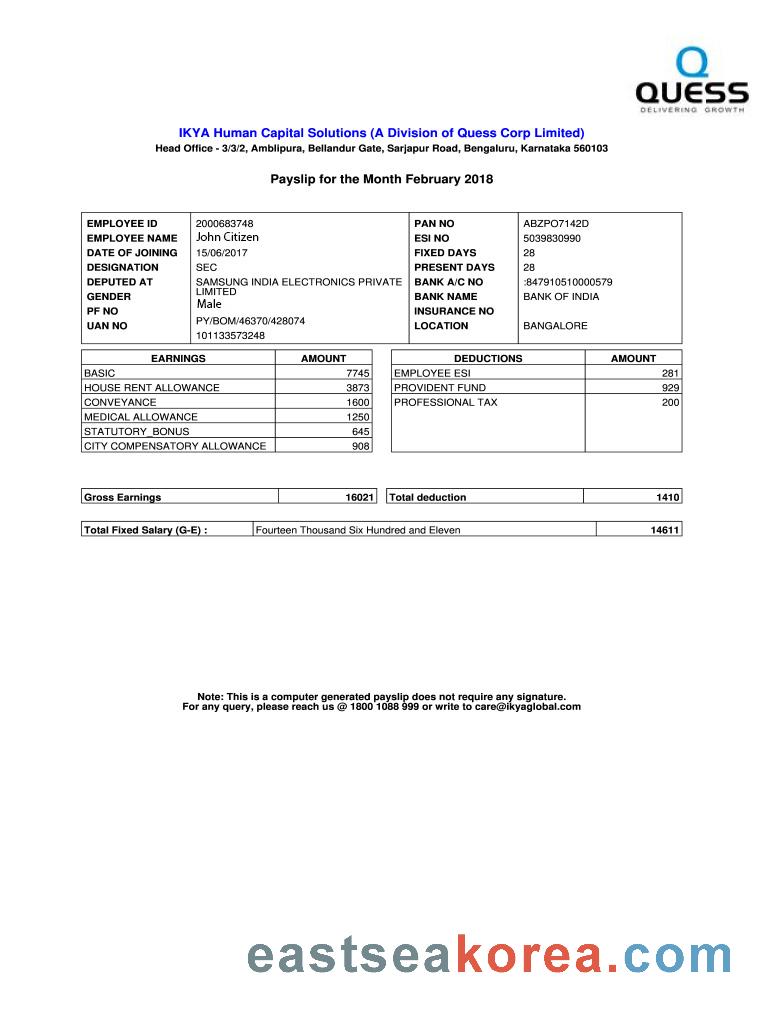 QUESS
DELIVERING GROWTH
IKYA Human Capital Solutions (A Division of Quess Corp Limited)
Head Office - 3/3/2, Amblipura, Bellandur Gate, Sarjapur Road, Bengaluru, Karnataka 560103
Payslip for the Month February 2018
EMPLOYEE ID 2000683748 PAN NO ABZPO7142D
EMPLOYEE NAME John Citizen ESI NO 5039830990
DATE OF JOINING 15/06/2017 FIXED DAYS 28
DESIGNATION SEC PRESENT DAYS 28
DEPUTED AT SAMSUNG INDIA ELECTRONICS PRIVATE BANK A/C NO :847910510000579
LIMITED
GENDER Male BANK NAME BANK OF INDIA
PF NO PY/BOM/46370/428074 INSURANCE NO
UAN NO 101133573248 LOCATION BANGALORE
EARNINGS AMOUNT DEDUCTIONS AMOUNT
BASIC 7745 EMPLOYEE ESI 281
HOUSE RENT ALLOWANCE 3873 PROVIDENT FUND 929
CONVEYANCE 1600 PROFESSIONAL TAX 200
MEDICAL ALLOWANCE 1250
STATUTORY_BONUS 645
CITY COMPENSATORY ALLOWANCE 908
Gross Earnings 16021 Total deduction 1410
Total Fixed Salary (G-E) : Fourteen Thousand Six Hundred and Eleven 14611
Note: This is a computer generated payslip does not require any signature.
For any query, please reach us @ 1800 1088 999 or write to care@ikyaglobal.com
eastseakorea.com